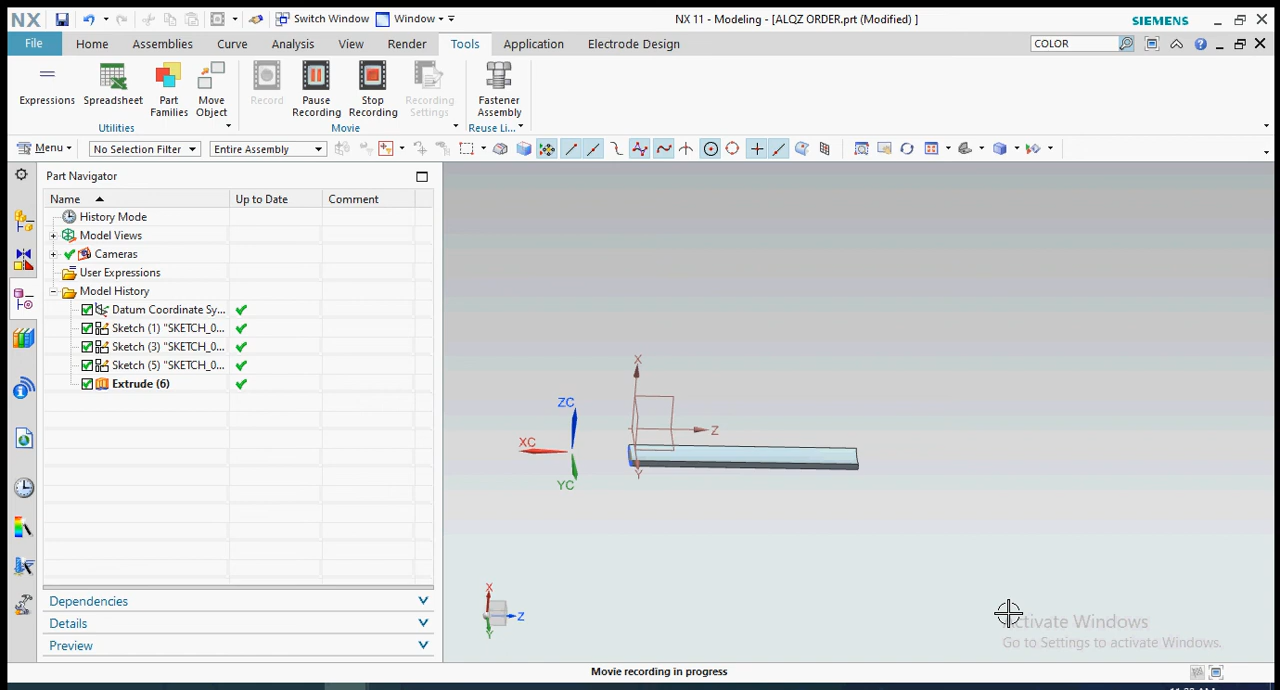 NX
Switch Window
Window
NX 11 - Modeling - [ALQZ ORDER.prt (Modified) ]
SIEMENS
File
Home
Assemblies
Curve
Analysis
View
Render
Tools
Application
Electrode Design
COLOR
Expressions
Spreadsheet
Part Families
Move Object
Record
Pause Recording
Stop Recording
Recording Settings
Fastener Assembly
Utilities
Movie
Reuse Li...
Menu
No Selection Filter
Entire Assembly
Part Navigator
Name
Up to Date
Comment
History Mode
Model Views
Cameras
User Expressions
Model History
Datum Coordinate Sy...
Sketch (1) "SKETCH_0...
Sketch (3) "SKETCH_0...
Sketch (5) "SKETCH_0...
Extrude (6)
X
ZC
Z
XC
Y
YC
X
Z
Y
Dependencies
Details
Preview
Activate Windows
Go to Settings to activate Windows.
Movie recording in progress